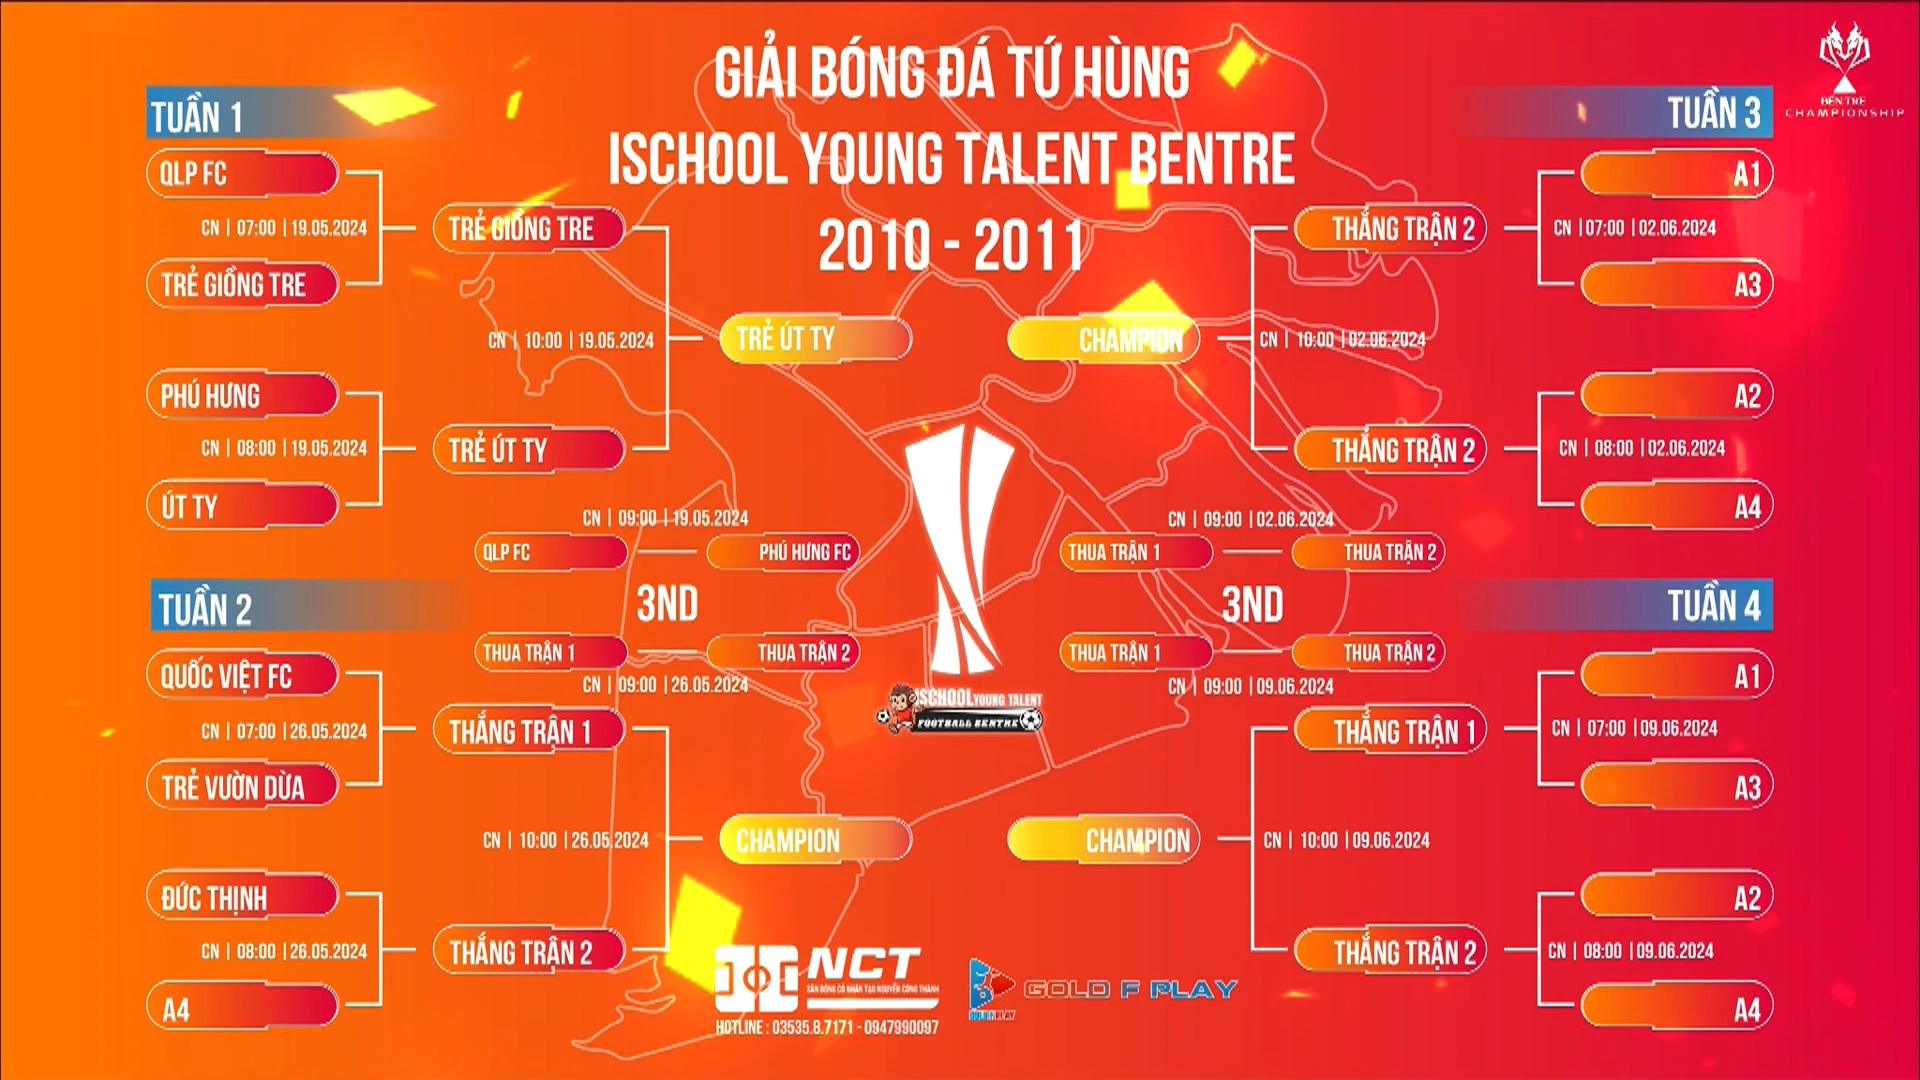 GIẢI BÓNG ĐÁ TỨ HÙNG
ISCHOOL YOUNG TALENT BENTRE
2010 - 2011
BẾN TRE
CHAMPIONSHIP
TUẦN 1
QLP FC
CN | 07:00 | 19.05.2024
TRẺ GIỒNG TRE
PHÚ HƯNG
CN | 08:00 | 19.05.2024
ÚT TY
TRẺ GIỒNG TRE
CN | 10:00 | 19.05.2024
TRẺ ÚT TY
TRẺ ÚT TY
CN | 09:00 | 19.05.2024
QLP FC
PHÚ HƯNG FC
3ND
TUẦN 2
QUỐC VIỆT FC
CN | 07:00 | 26.05.2024
TRẺ VƯỜN DỪA
ĐỨC THỊNH
CN | 08:00 | 26.05.2024
A4
THUA TRẬN 1
THUA TRẬN 2
CN | 09:00 | 26.05.2024
THẮNG TRẬN 1
CN | 10:00 | 26.05.2024
THẮNG TRẬN 2
CHAMPION
TUẦN 3
A1
CN | 07:00 | 02.06.2024
A3
A2
CN | 08:00 | 02.06.2024
A4
THẮNG TRẬN 2
CN | 10:00 | 02.06.2024
THẮNG TRẬN 2
CHAMPION
CN | 09:00 | 02.06.2024
THUA TRẬN 1
THUA TRẬN 2
3ND
TUẦN 4
A1
CN | 07:00 | 09.06.2024
A3
A2
CN | 08:00 | 09.06.2024
A4
THUA TRẬN 1
THUA TRẬN 2
CN | 09:00 | 09.06.2024
THẮNG TRẬN 1
CN | 10:00 | 09.06.2024
THẮNG TRẬN 2
CHAMPION
ISCHOOL YOUNG TALENT
FOOTBALL BENTRE
NCT
SÂN BÓNG CỎ NHÂN TẠO NGUYỄN CÔNG THÀNH
HOTLINE : 03535.8.7171 - 0947990097
GOLD F PLAY
GOLD F PLAY